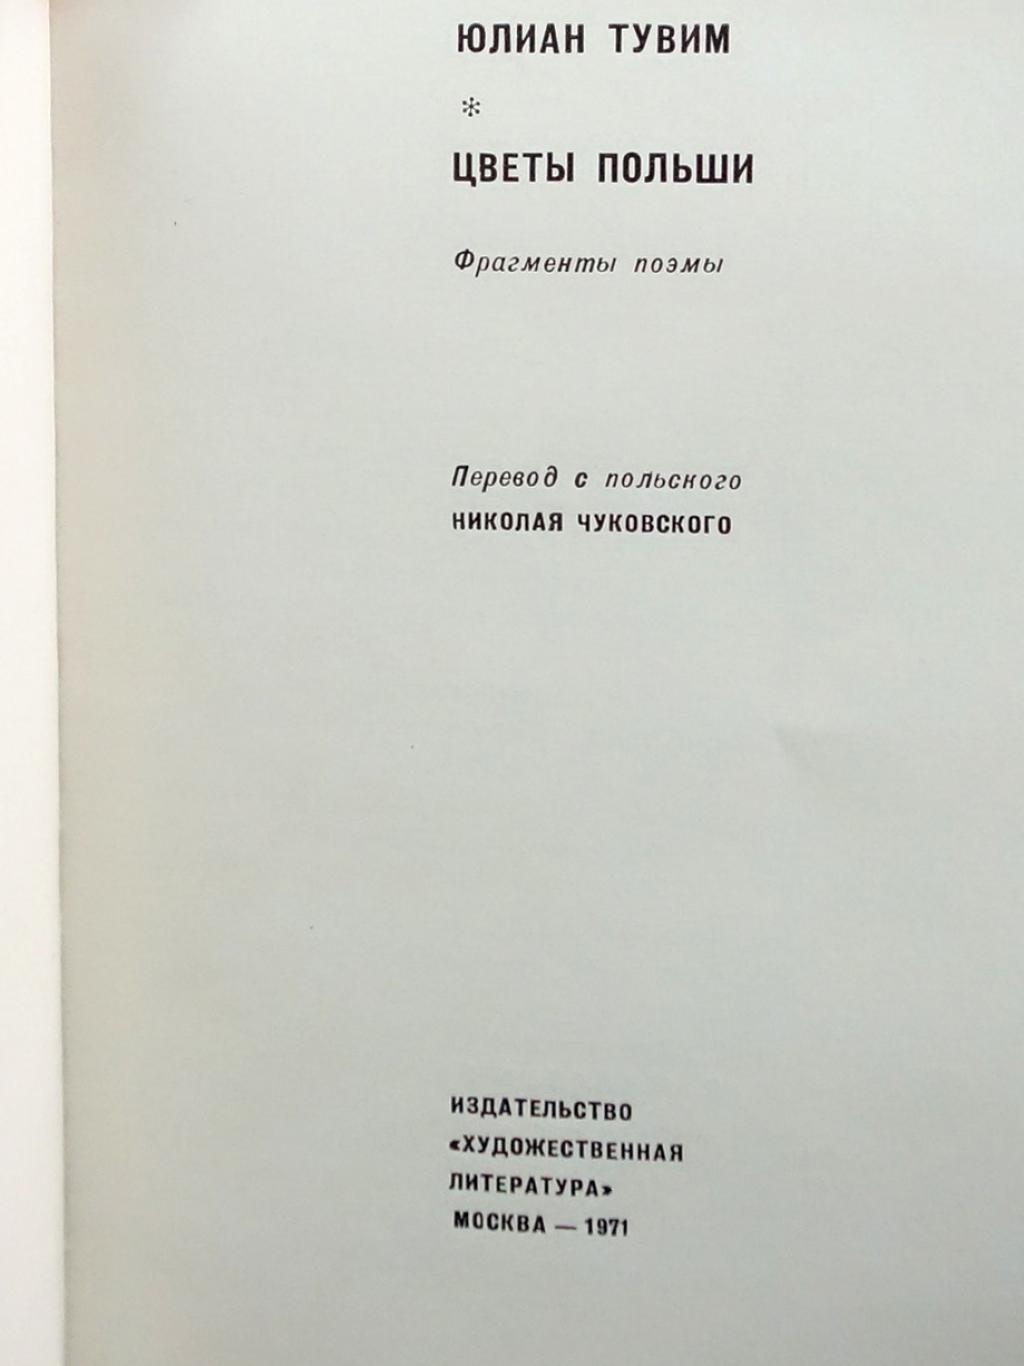 ЮЛИАН ТУВИМ
*
ЦВЕТЫ ПОЛЬШИ
Фрагменты поэмы
Перевод с польского
НИКОЛАЯ ЧУКОВСКОГО
ИЗДАТЕЛЬСТВО
«ХУДОЖЕСТВЕННАЯ
ЛИТЕРАТУРА»
МОСКВА — 1971